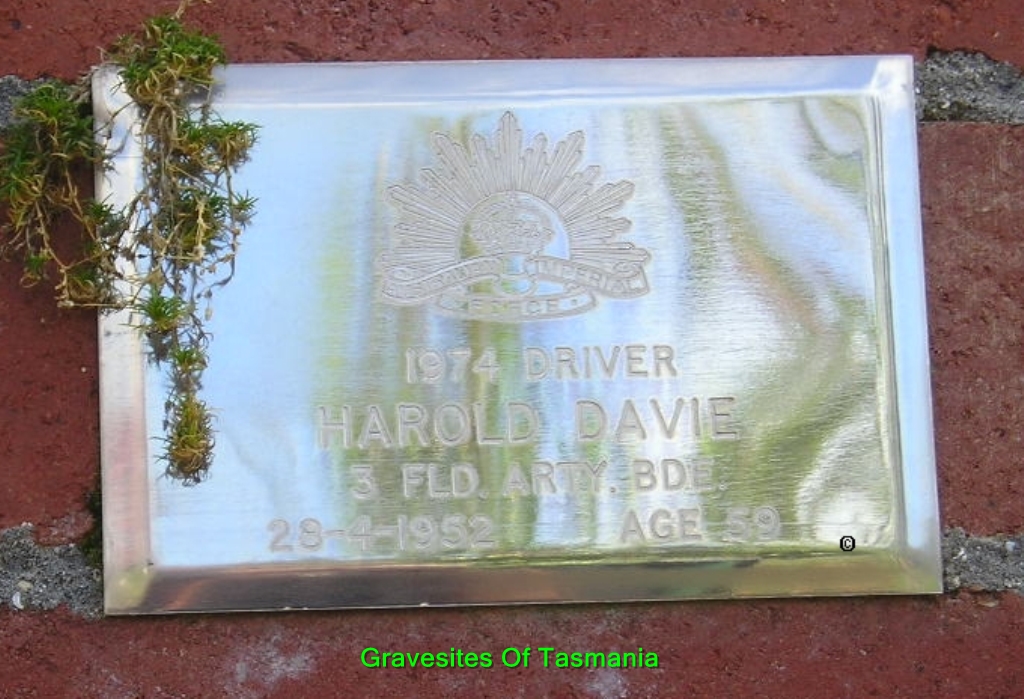 AUSTRALIAN IMPERIAL
FORCE
1974 DRIVER
HAROLD DAVIE
3 FLD. ARTY. BDE.
28-4-1952 AGE 59
©
Gravesites Of Tasmania